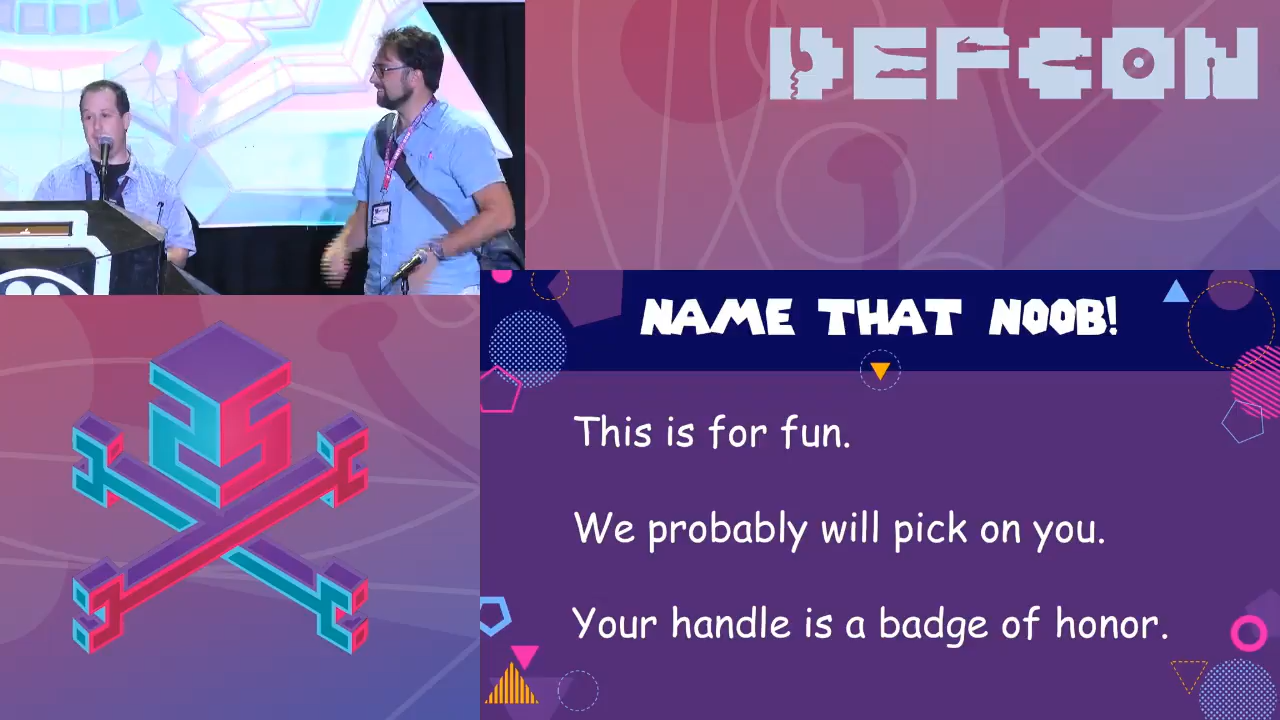 DEFCON
NAME THAT NOOB!
This is for fun.
We probably will pick on you.
Your handle is a badge of honor.